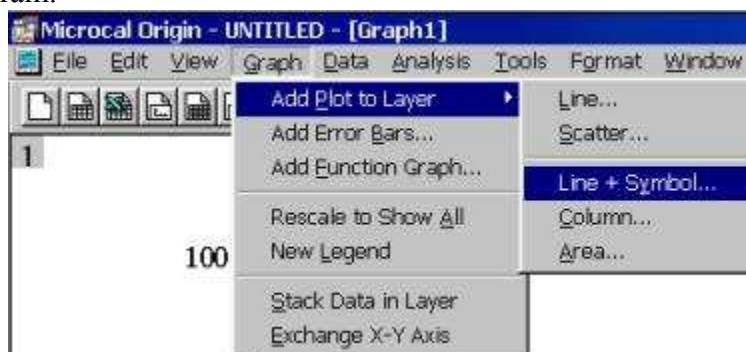 Microcal Origin - UNTITLED - [Graph1]
File Edit View Graph Data Analysis Tools Format Window
Add Plot to Layer
Add Error Bars...
Add Function Graph...
Rescale to Show All
New Legend
Stack Data in Layer
Exchange X-Y Axis
Line...
Scatter...
Line + Symbol...
Column...
Area...
1
100